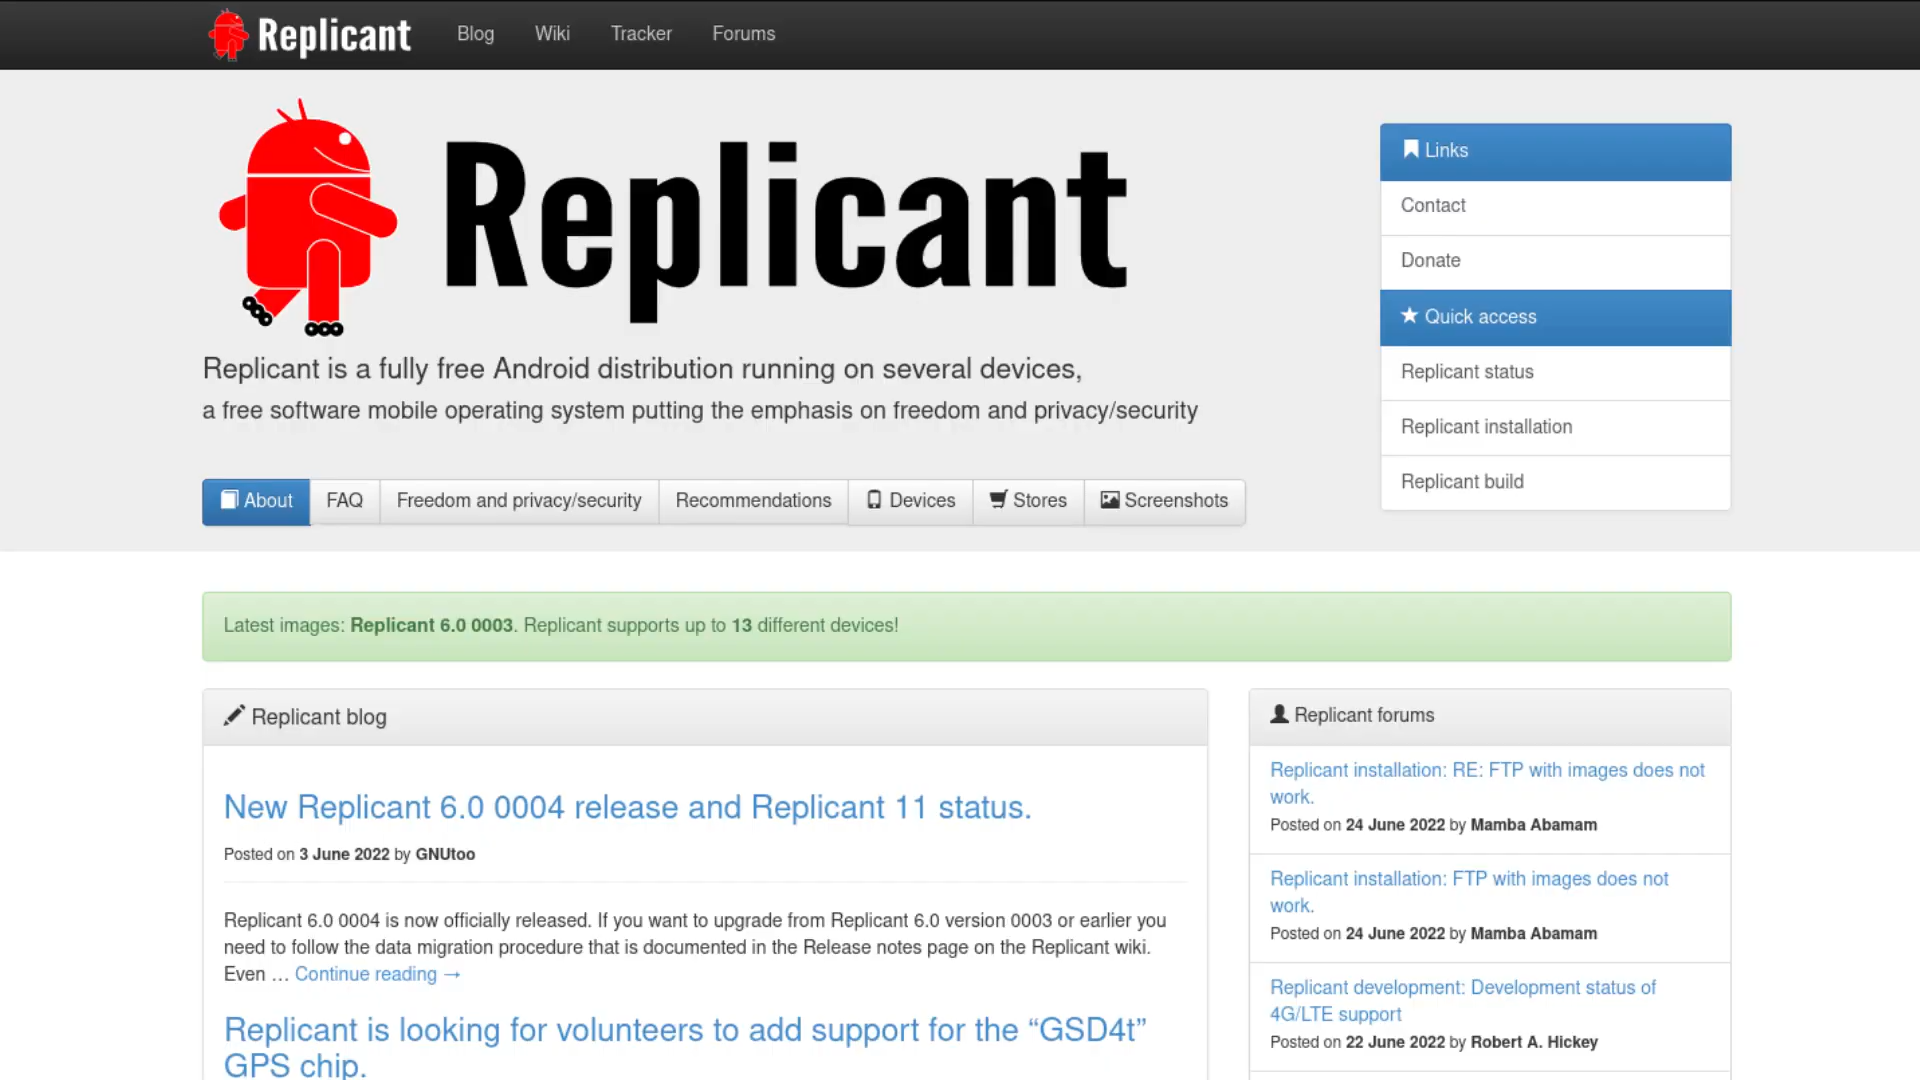 Replicant Blog Wiki Tracker Forums
Replicant
Replicant is a fully free Android distribution running on several devices,
a free software mobile operating system putting the emphasis on freedom and privacy/security
About FAQ Freedom and privacy/security Recommendations Devices Stores Screenshots
Links
Contact
Donate
Quick access
Replicant status
Replicant installation
Replicant build
Latest images: Replicant 6.0 0003. Replicant supports up to 13 different devices!
Replicant blog
New Replicant 6.0 0004 release and Replicant 11 status.
Posted on 3 June 2022 by GNUtoo
Replicant 6.0 0004 is now officially released. If you want to upgrade from Replicant 6.0 version 0003 or earlier you
need to follow the data migration procedure that is documented in the Release notes page on the Replicant wiki.
Even … Continue reading →
Replicant is looking for volunteers to add support for the “GSD4t”
GPS chip.
Replicant forums
Replicant installation: RE: FTP with images does not
work.
Posted on 24 June 2022 by Mamba Abamam
Replicant installation: FTP with images does not
work.
Posted on 24 June 2022 by Mamba Abamam
Replicant development: Development status of
4G/LTE support
Posted on 22 June 2022 by Robert A. Hickey